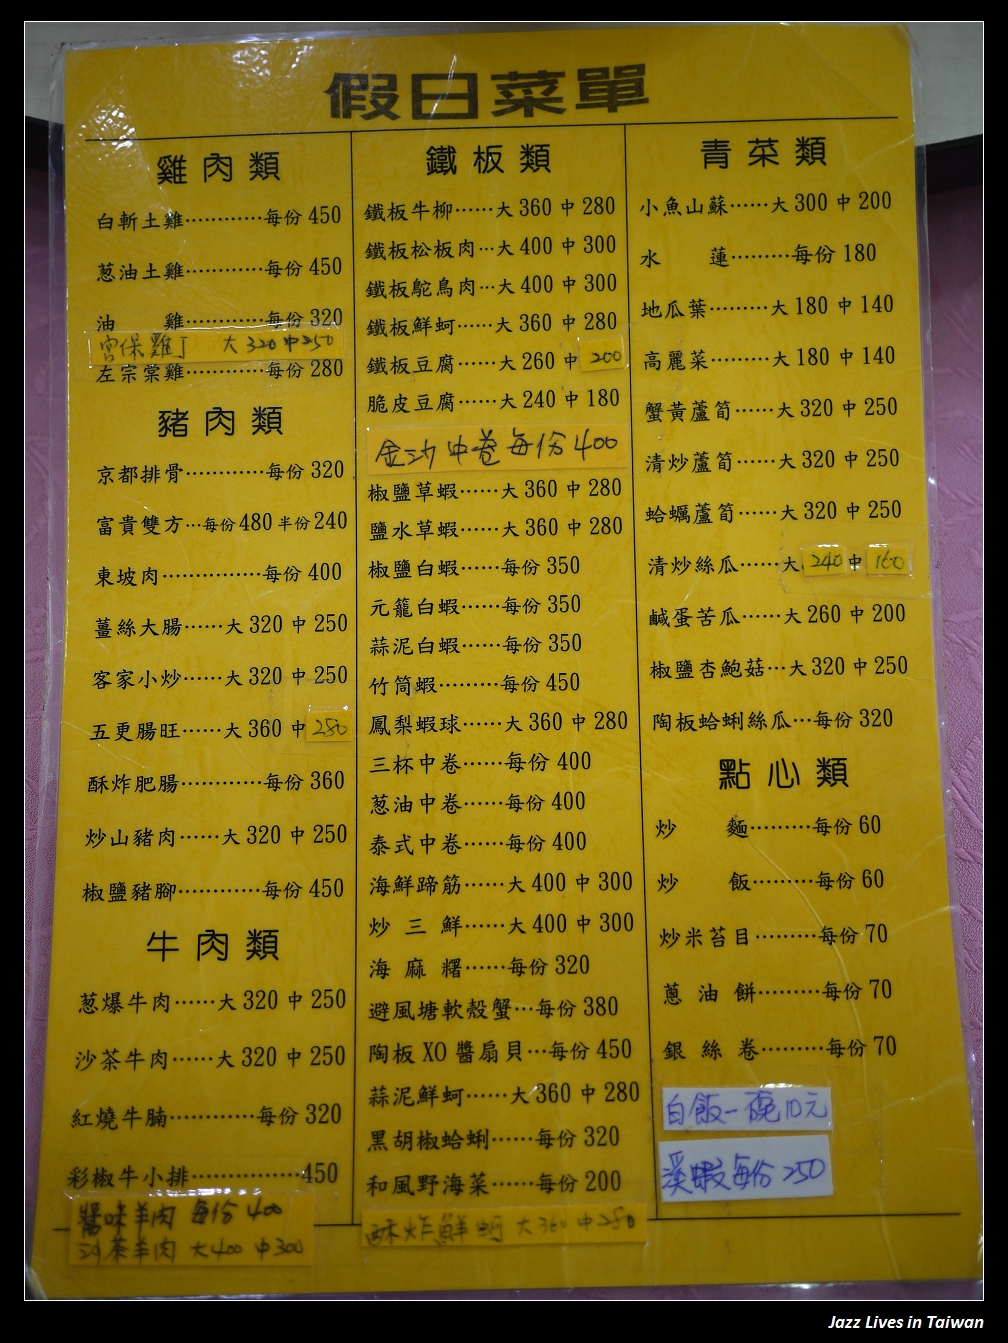 假日菜單
雞肉類
白斬土雞…………每份 450
葱油土雞…………每份 450
油 雞…………每份 320
宮保雞丁 大 320 中 250
左宗棠雞…………每份 280
豬肉類
京都排骨…………每份 320
富貴雙方…每份 480 半份 240
東坡肉……………每份 400
薑絲大腸……大 320 中 250
客家小炒……大 320 中 250
五更腸旺……大 360 中 250
酥炸肥腸…………每份 360
炒山豬肉……大 320 中 250
椒鹽豬腳…………每份 450
牛肉類
葱爆牛肉……大 320 中 250
沙茶牛肉……大 320 中 250
紅燒牛腩…………每份 320
彩椒牛小排………………450
醬味羊肉 每份 400
沙茶羊肉 大 400 中 300
鐵板類
鐵板牛柳……大 360 中 280
鐵板松板肉…大 400 中 300
鐵板鴕鳥肉…大 400 中 300
鐵板鮮蚵……大 360 中 280
鐵板豆腐……大 260 中 200
脆皮豆腐……大 240 中 180
金沙中卷 每份 400
椒鹽草蝦……大 360 中 280
鹽水草蝦……大 360 中 280
椒鹽白蝦……每份 350
元籠白蝦……每份 350
蒜泥白蝦……每份 350
竹筒蝦………每份 450
鳳梨蝦球……大 360 中 280
三杯中卷……每份 400
葱油中卷……每份 400
泰式中卷……每份 400
海鮮蹄筋……大 400 中 300
炒 三 鮮……大 400 中 300
海 麻 糬……每份 320
避風塘軟殼蟹…每份 380
陶板 XO 醬扇貝…每份 450
蒜泥鮮蚵……大 360 中 280
黑胡椒蛤蜊……每份 320
和風野海菜……每份 200
酥炸鮮蚵 大 360 中 280
青菜類
小魚山蘇……大 300 中 200
水 蓮………每份 180
地瓜葉………大 180 中 140
高麗菜………大 180 中 140
蟹黃蘆筍……大 320 中 250
清炒蘆筍……大 320 中 250
蛤蠣蘆筍……大 320 中 250
清炒絲瓜……大 240 中 160
鹹蛋苦瓜……大 260 中 200
椒鹽杏鮑菇…大 320 中 250
陶板蛤蜊絲瓜…每份 320
點心類
炒 麵………每份 60
炒 飯………每份 60
炒米苔目………每份 70
蔥 油 餅………每份 70
銀 絲 卷………每份 70
白飯一碗 10元
溪蝦 每份 250
Jazz Lives in Taiwan